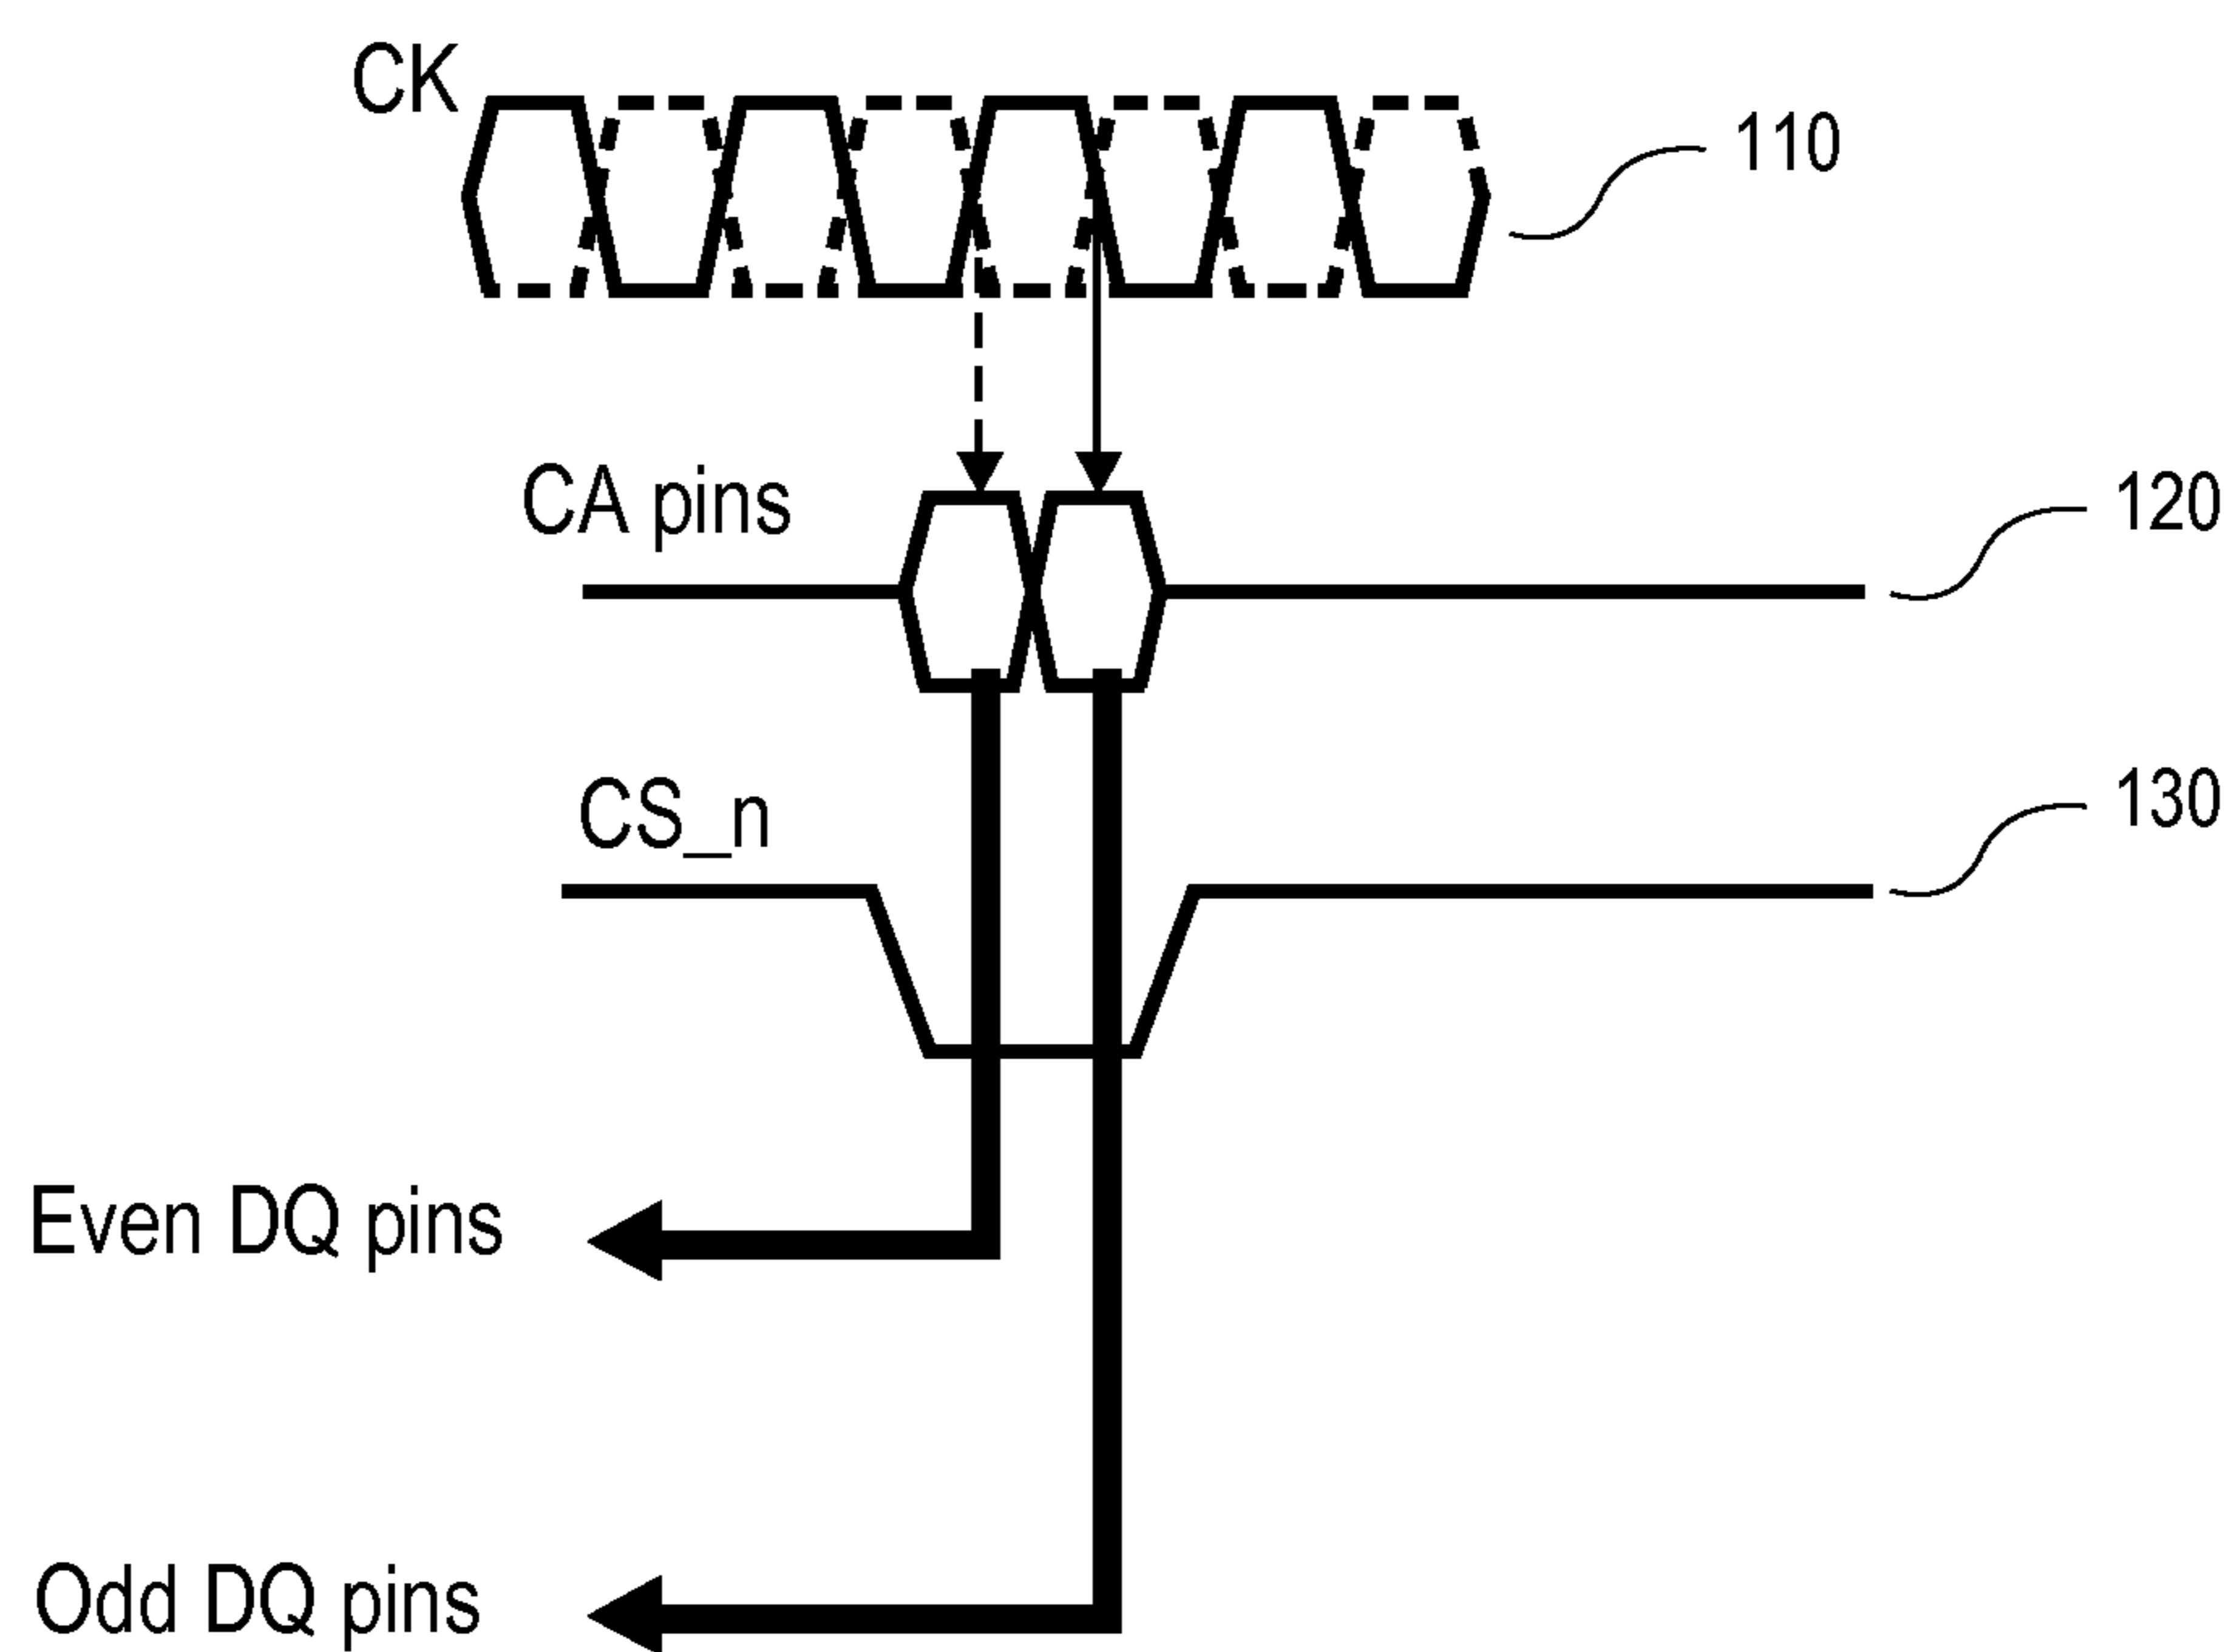 CK
110
CA pins
120
CS_n
130
Even DQ pins
Odd DQ pins